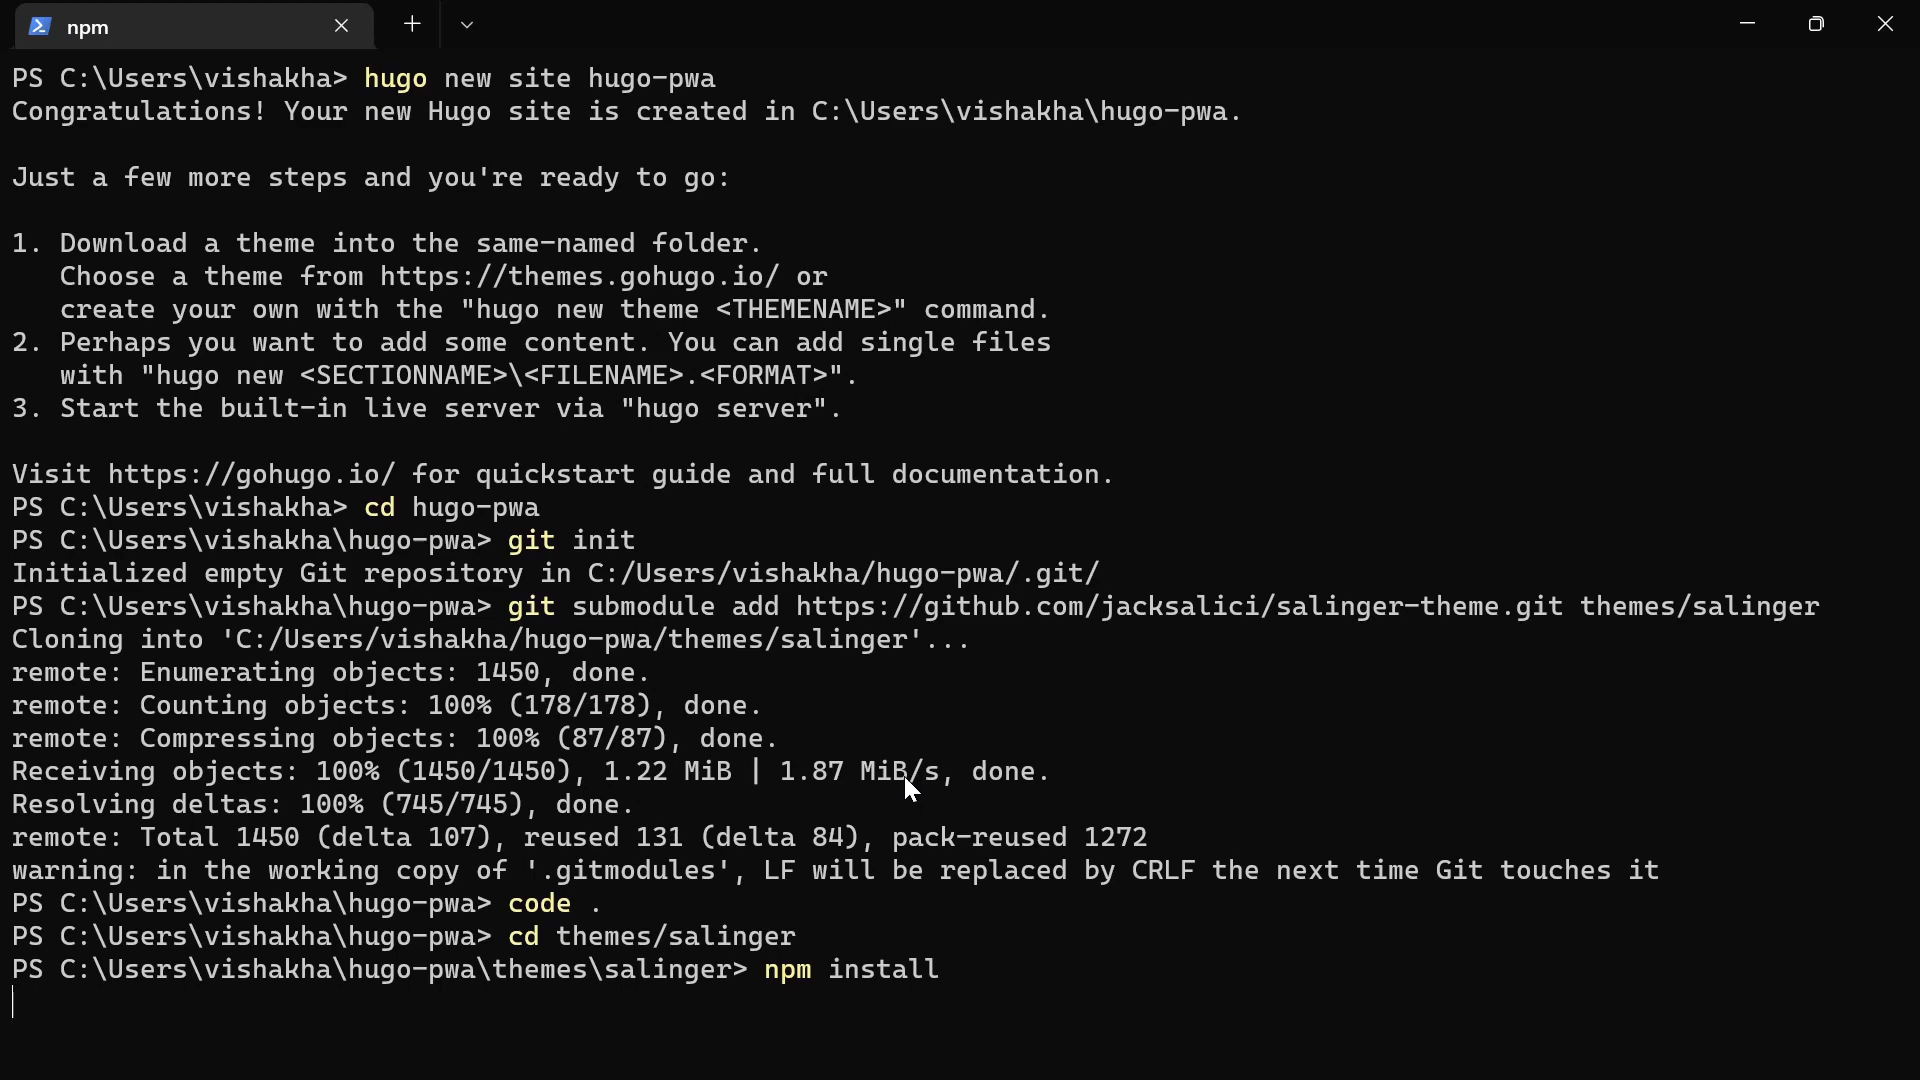 npm
PS C:\Users\vishakha> hugo new site hugo-pwa
Congratulations! Your new Hugo site is created in C:\Users\vishakha\hugo-pwa.
Just a few more steps and you're ready to go:
1. Download a theme into the same-named folder.
   Choose a theme from https://themes.gohugo.io/ or
   create your own with the "hugo new theme <THEMENAME>" command.
2. Perhaps you want to add some content. You can add single files
   with "hugo new <SECTIONNAME>\<FILENAME>.<FORMAT>".
3. Start the built-in live server via "hugo server".
Visit https://gohugo.io/ for quickstart guide and full documentation.
PS C:\Users\vishakha> cd hugo-pwa
PS C:\Users\vishakha\hugo-pwa> git init
Initialized empty Git repository in C:/Users/vishakha/hugo-pwa/.git/
PS C:\Users\vishakha\hugo-pwa> git submodule add https://github.com/jacksalici/salinger-theme.git themes/salinger
Cloning into 'C:/Users/vishakha/hugo-pwa/themes/salinger'...
remote: Enumerating objects: 1450, done.
remote: Counting objects: 100% (178/178), done.
remote: Compressing objects: 100% (87/87), done.
Receiving objects: 100% (1450/1450), 1.22 MiB | 1.87 MiB/s, done.
Resolving deltas: 100% (745/745), done.
remote: Total 1450 (delta 107), reused 131 (delta 84), pack-reused 1272
warning: in the working copy of '.gitmodules', LF will be replaced by CRLF the next time Git touches it
PS C:\Users\vishakha\hugo-pwa> code .
PS C:\Users\vishakha\hugo-pwa> cd themes/salinger
PS C:\Users\vishakha\hugo-pwa\themes\salinger> npm install